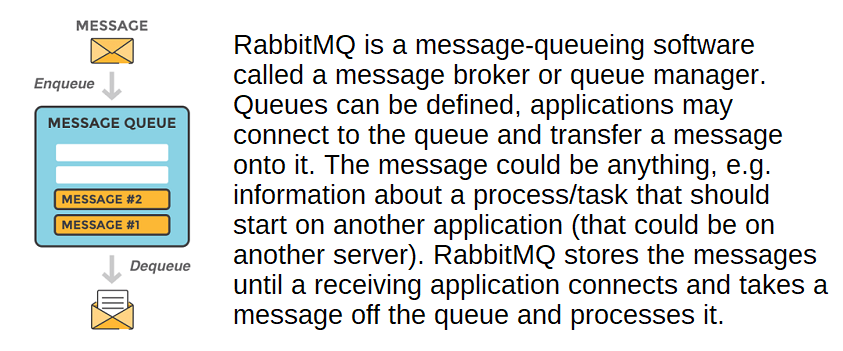 MESSAGE
Enqueue
MESSAGE QUEUE
MESSAGE #2
MESSAGE #1
Dequeue
RabbitMQ is a message-queueing software
called a message broker or queue manager.
Queues can be defined, applications may
connect to the queue and transfer a message
onto it. The message could be anything, e.g.
information about a process/task that should
start on another application (that could be on
another server). RabbitMQ stores the messages
until a receiving application connects and takes a
message off the queue and processes it.